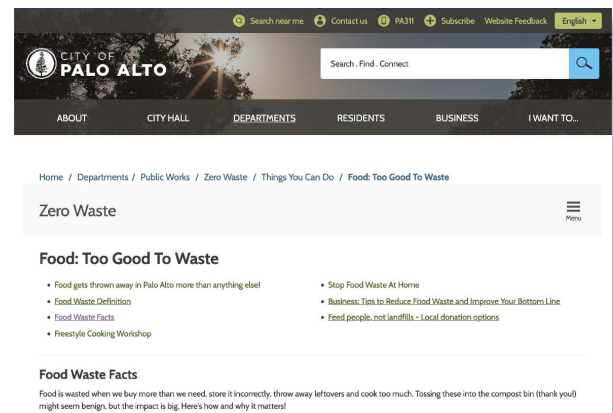 Search near me Contact us PA311 Subscribe Website Feedback English
CITY OF
PALO ALTO
Search . Find . Connect
ABOUT CITY HALL DEPARTMENTS RESIDENTS BUSINESS I WANT TO...
Home / Departments / Public Works / Zero Waste / Things You Can Do / Food: Too Good To Waste
Zero Waste
Menu
Food: Too Good To Waste
• Food gets thrown away in Palo Alto more than anything else!
• Food Waste Definition
• Food Waste Facts
• Freestyle Cooking Workshop
• Stop Food Waste At Home
• Business: Tips to Reduce Food Waste and Improve Your Bottom Line
• Feed people, not landfills – Local donation options
Food Waste Facts
Food is wasted when we buy more than we need, store it incorrectly, throw away leftovers and cook too much. Tossing these into the compost bin (thank you!)
might seem benign, but the impact is big. Here's how and why it matters!